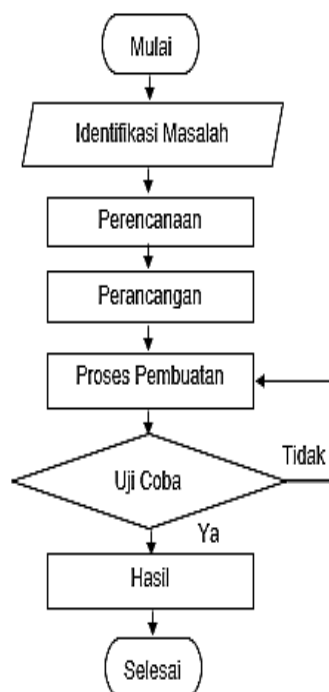 Mulai
Identifikasi Masalah
Perencanaan
Perancangan
Proses Pembuatan
Uji Coba
Tidak
Ya
Hasil
Selesai